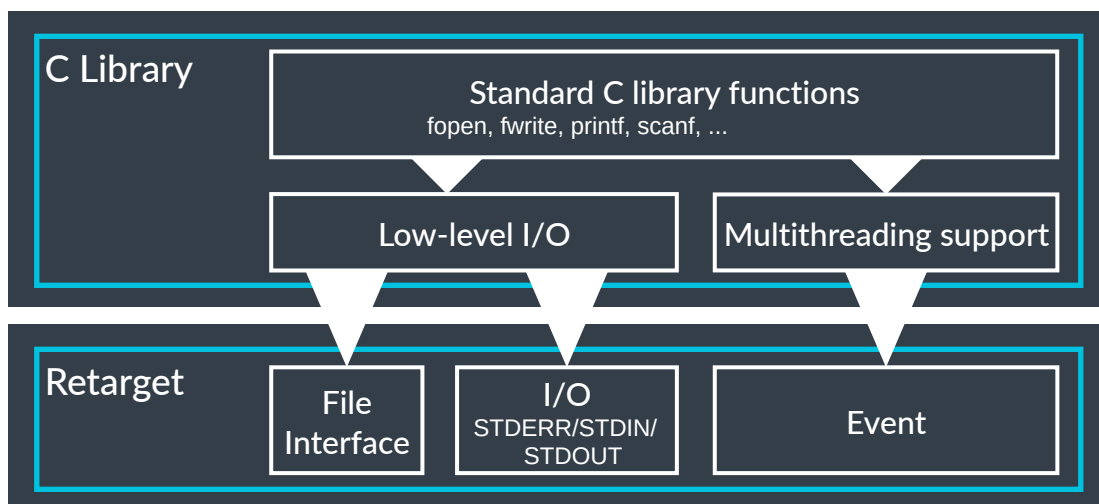 C Library
Standard C library functions
fopen, fwrite, printf, scanf, ...
Low-level I/O
Multithreading support
Retarget
File
Interface
I/O
STDERR/STDIN/
STDOUT
Event